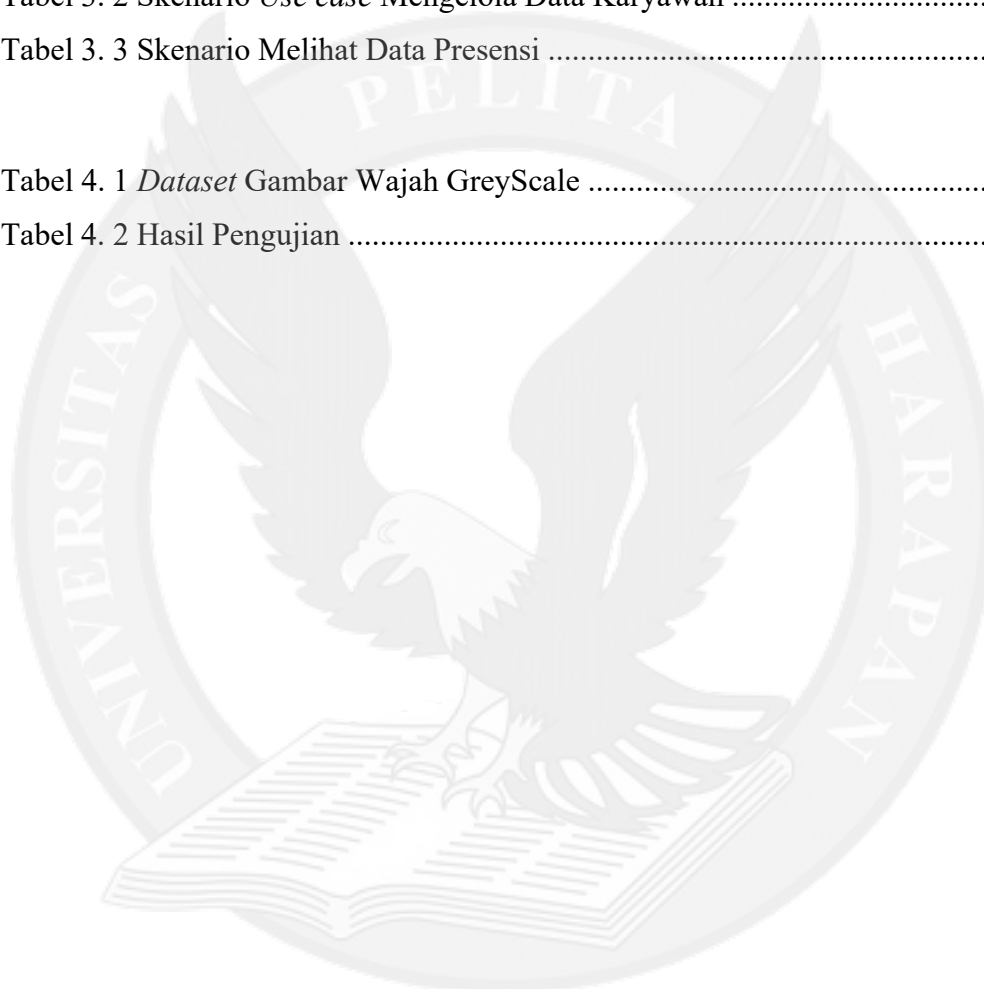 Tabel 3. 2 Skenario Use case Mengelola Data Karyawan ............................
Tabel 3. 3 Skenario Melihat Data Presensi ...............................................
Tabel 4. 1 Dataset Gambar Wajah GreyScale ...........................................
Tabel 4. 2 Hasil Pengujian ....................................................................
UNIVERSITAS PELITA HARAPAN